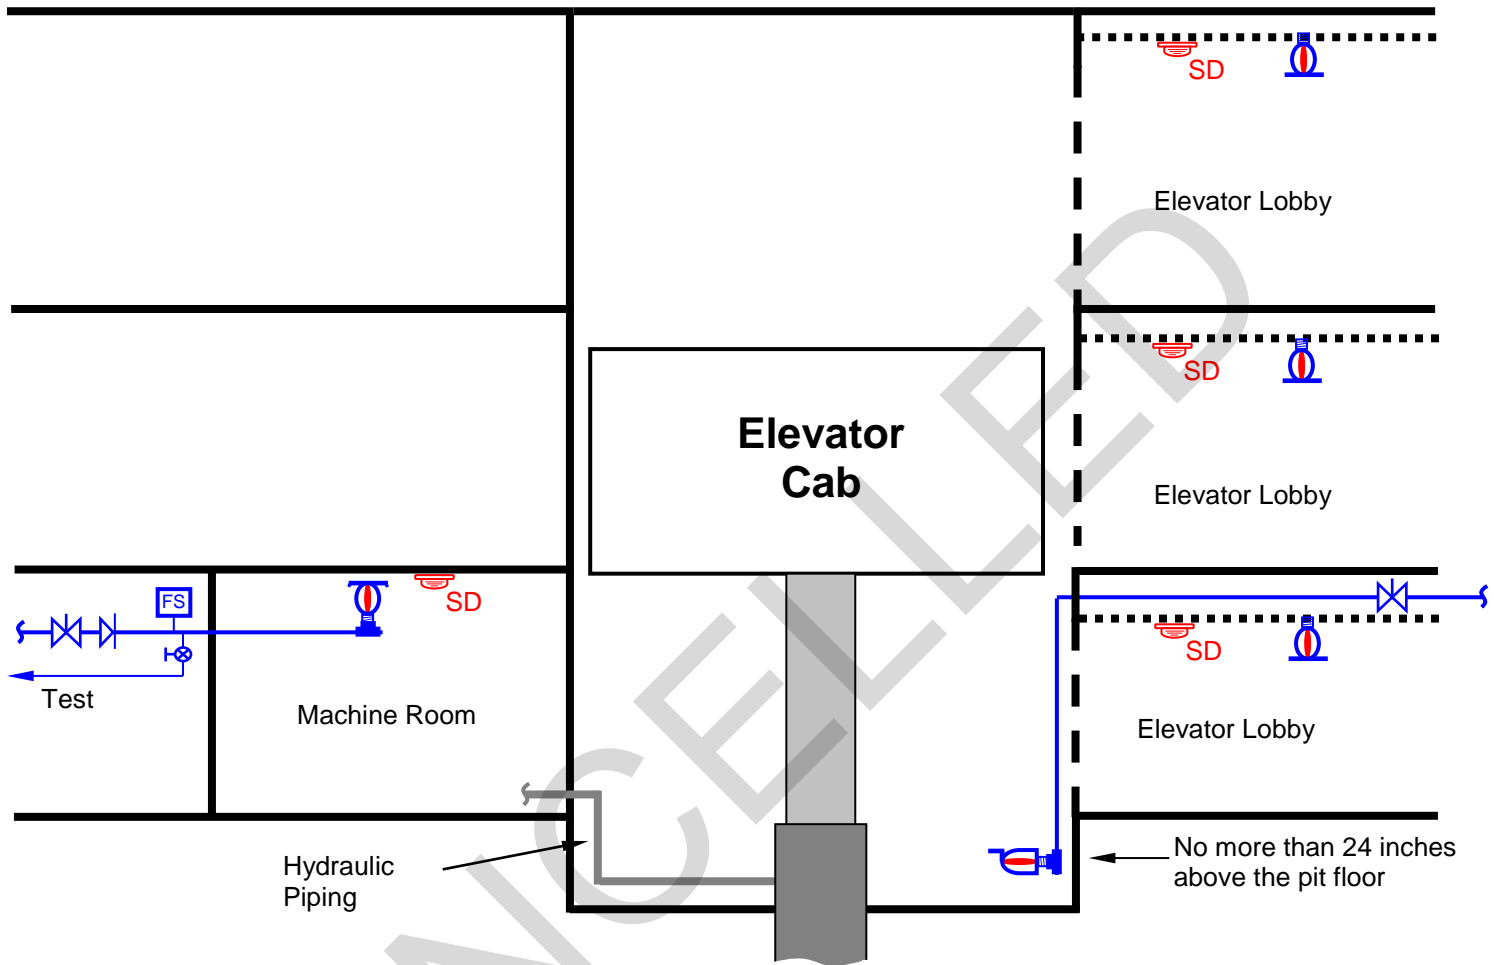 SD
Elevator Lobby
SD
Elevator
Cab
Elevator Lobby
FS
SD
SD
Test
Machine Room
Elevator Lobby
Hydraulic
Piping
No more than 24 inches
above the pit floor
NCELLED